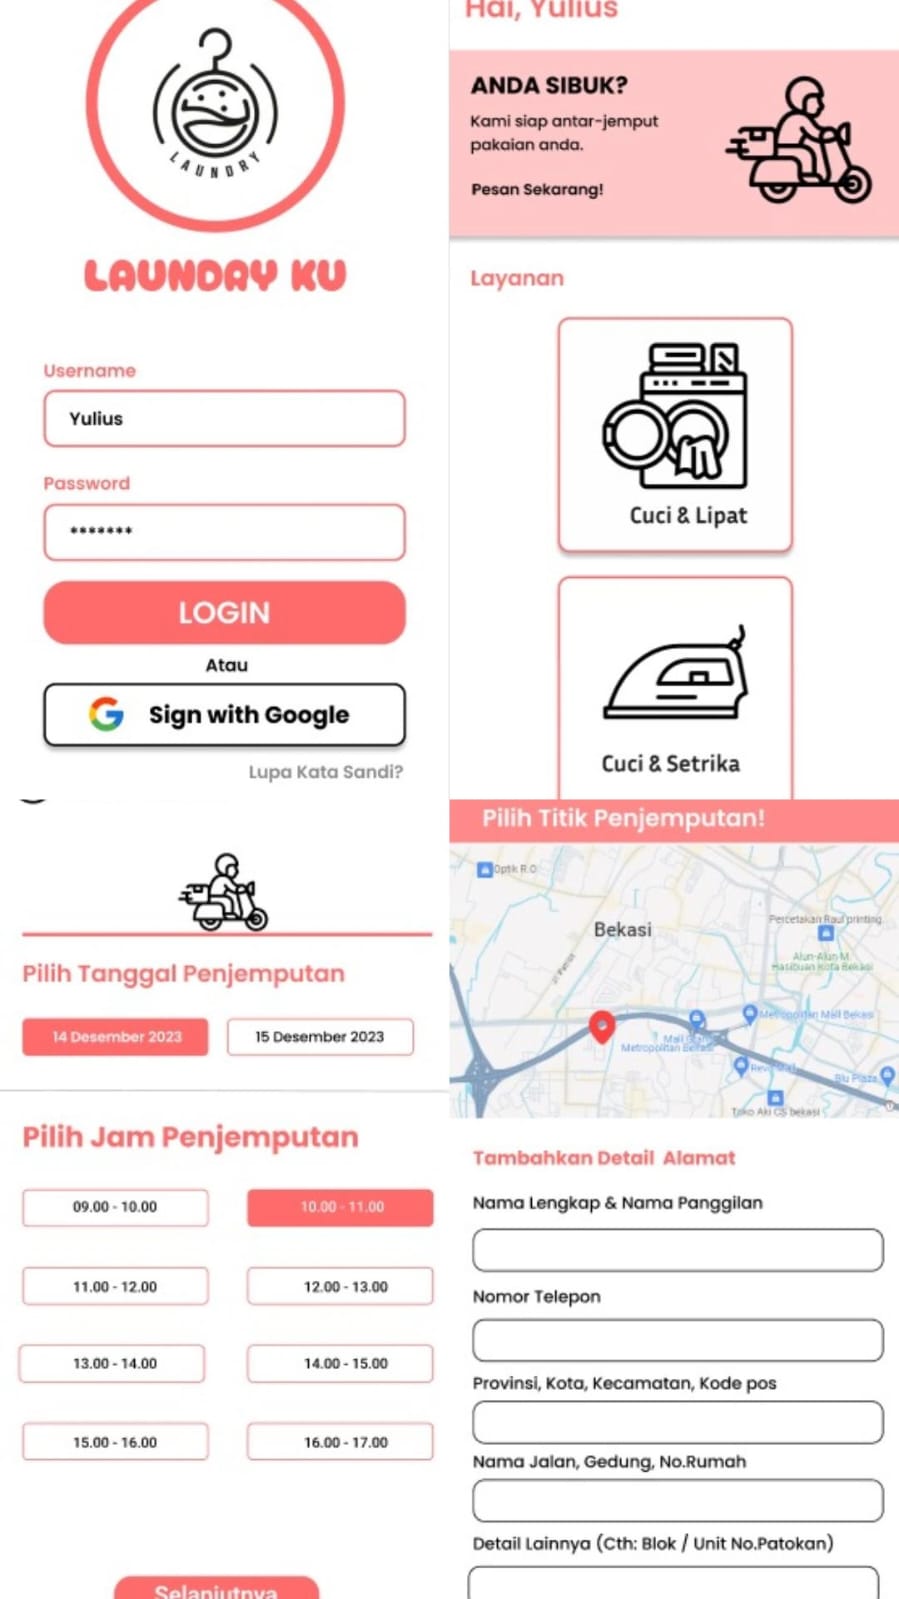 LAUNDRY
LAUNDRY KU
Username
Yulius
Password
*******
LOGIN
Atau
Sign with Google
Lupa Kata Sandi?
Hai, Yulius
ANDA SIBUK?
Kami siap antar-jemput
pakaian anda.
Pesan Sekarang!
Layanan
Cuci & Lipat
Cuci & Setrika
Pilih Tanggal Penjemputan
14 Desember 2023
15 Desember 2023
Pilih Jam Penjemputan
09.00 - 10.00
10.00 - 11.00
11.00 - 12.00
12.00 - 13.00
13.00 - 14.00
14.00 - 15.00
15.00 - 16.00
16.00 - 17.00
Selanjutnya
Pilih Titik Penjemputan!
Optik R.O
Bekasi
Percetakan Raul printing.
Alun-Alun M.
Hasibuan Kota Bekasi
Metropolitan Mall Bekasi
Mall
Metropolitan Bekasi
Blu Plaza
Toko Aki GS bekasi
Tambahkan Detail Alamat
Nama Lengkap & Nama Panggilan
Nomor Telepon
Provinsi, Kota, Kecamatan, Kode pos
Nama Jalan, Gedung, No.Rumah
Detail Lainnya (Cth: Blok / Unit No.Patokan)